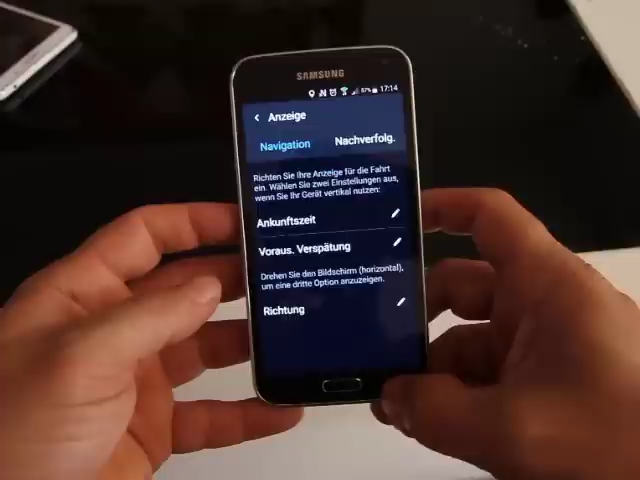 SAMSUNG
87% 17:14
Anzeige
Navigation Nachverfolg.
Richten Sie Ihre Anzeige für die Fahrt
ein. Wählen Sie zwei Einstellungen aus,
wenn Sie Ihr Gerät vertikal nutzen:
Ankunftszeit
Voraus. Verspätung
Drehen Sie den Bildschirm (horizontal),
um eine dritte Option anzuzeigen.
Richtung